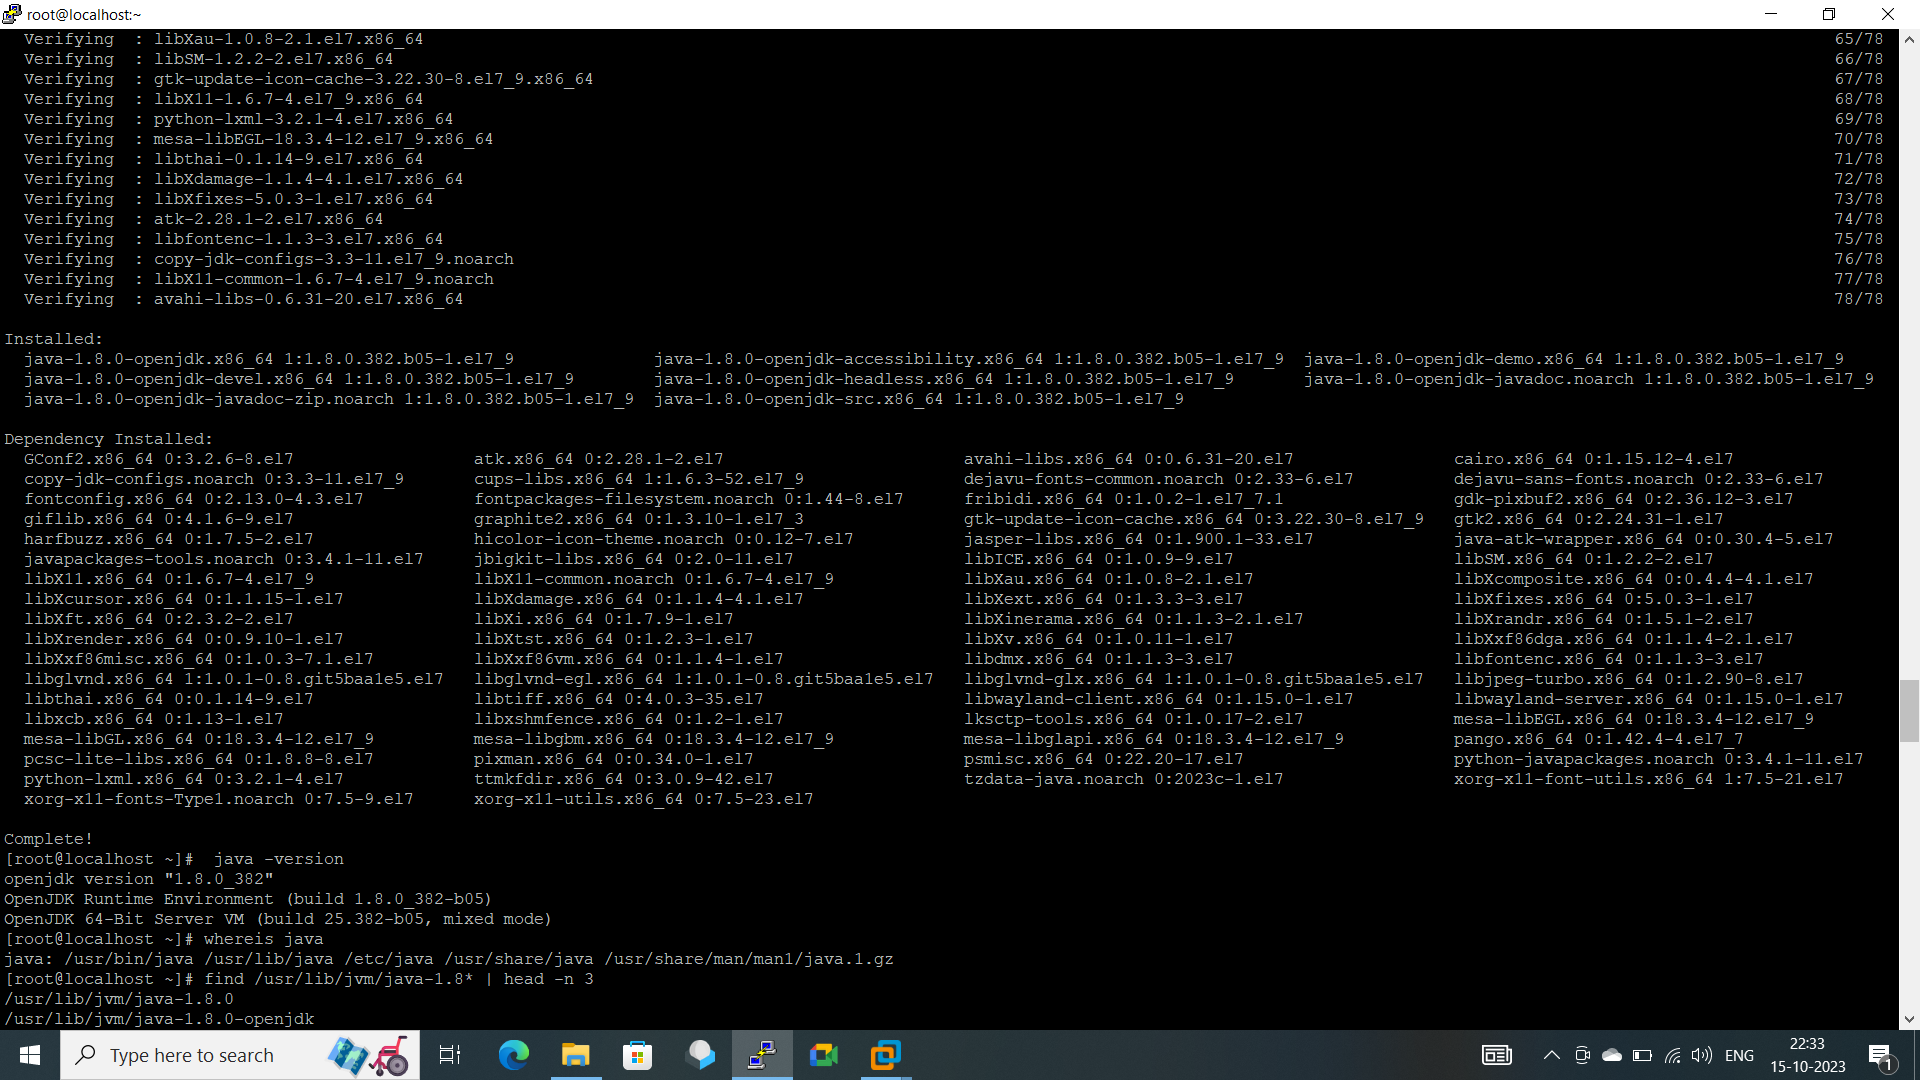 root@localhost:~
Verifying  : libXau-1.0.8-2.1.el7.x86_64 65/78
Verifying  : libSM-1.2.2-2.el7.x86_64 66/78
Verifying  : gtk-update-icon-cache-3.22.30-8.el7_9.x86_64 67/78
Verifying  : libX11-1.6.7-4.el7_9.x86_64 68/78
Verifying  : python-lxml-3.2.1-4.el7.x86_64 69/78
Verifying  : mesa-libEGL-18.3.4-12.el7_9.x86_64 70/78
Verifying  : libthai-0.1.14-9.el7.x86_64 71/78
Verifying  : libXdamage-1.1.4-4.1.el7.x86_64 72/78
Verifying  : libXfixes-5.0.3-1.el7.x86_64 73/78
Verifying  : atk-2.28.1-2.el7.x86_64 74/78
Verifying  : libfontenc-1.1.3-3.el7.x86_64 75/78
Verifying  : copy-jdk-configs-3.3-11.el7_9.noarch 76/78
Verifying  : libX11-common-1.6.7-4.el7_9.noarch 77/78
Verifying  : avahi-libs-0.6.31-20.el7.x86_64 78/78
Installed:
java-1.8.0-openjdk.x86_64 1:1.8.0.382.b05-1.el7_9 java-1.8.0-openjdk-accessibility.x86_64 1:1.8.0.382.b05-1.el7_9 java-1.8.0-openjdk-demo.x86_64 1:1.8.0.382.b05-1.el7_9
java-1.8.0-openjdk-devel.x86_64 1:1.8.0.382.b05-1.el7_9 java-1.8.0-openjdk-headless.x86_64 1:1.8.0.382.b05-1.el7_9 java-1.8.0-openjdk-javadoc.noarch 1:1.8.0.382.b05-1.el7_9
java-1.8.0-openjdk-javadoc-zip.noarch 1:1.8.0.382.b05-1.el7_9 java-1.8.0-openjdk-src.x86_64 1:1.8.0.382.b05-1.el7_9
Dependency Installed:
GConf2.x86_64 0:3.2.6-8.el7 atk.x86_64 0:2.28.1-2.el7 avahi-libs.x86_64 0:0.6.31-20.el7 cairo.x86_64 0:1.15.12-4.el7
copy-jdk-configs.noarch 0:3.3-11.el7_9 cups-libs.x86_64 1:1.6.3-52.el7_9 dejavu-fonts-common.noarch 0:2.33-6.el7 dejavu-sans-fonts.noarch 0:2.33-6.el7
fontconfig.x86_64 0:2.13.0-4.3.el7 fontpackages-filesystem.noarch 0:1.44-8.el7 fribidi.x86_64 0:1.0.2-1.el7_7.1 gdk-pixbuf2.x86_64 0:2.36.12-3.el7
giflib.x86_64 0:4.1.6-9.el7 graphite2.x86_64 0:1.3.10-1.el7_3 gtk-update-icon-cache.x86_64 0:3.22.30-8.el7_9 gtk2.x86_64 0:2.24.31-1.el7
harfbuzz.x86_64 0:1.7.5-2.el7 hicolor-icon-theme.noarch 0:0.12-7.el7 jasper-libs.x86_64 0:1.900.1-33.el7 java-atk-wrapper.x86_64 0:0.30.4-5.el7
javapackages-tools.noarch 0:3.4.1-11.el7 jbigkit-libs.x86_64 0:2.0-11.el7 libICE.x86_64 0:1.0.9-9.el7 libSM.x86_64 0:1.2.2-2.el7
libX11.x86_64 0:1.6.7-4.el7_9 libX11-common.noarch 0:1.6.7-4.el7_9 libXau.x86_64 0:1.0.8-2.1.el7 libXcomposite.x86_64 0:0.4.4-4.1.el7
libXcursor.x86_64 0:1.1.15-1.el7 libXdamage.x86_64 0:1.1.4-4.1.el7 libXext.x86_64 0:1.3.3-3.el7 libXfixes.x86_64 0:5.0.3-1.el7
libXft.x86_64 0:2.3.2-2.el7 libXi.x86_64 0:1.7.9-1.el7 libXinerama.x86_64 0:1.1.3-2.1.el7 libXrandr.x86_64 0:1.5.1-2.el7
libXrender.x86_64 0:0.9.10-1.el7 libXtst.x86_64 0:1.2.3-1.el7 libXv.x86_64 0:1.0.11-1.el7 libXxf86dga.x86_64 0:1.1.4-2.1.el7
libXxf86misc.x86_64 0:1.0.3-7.1.el7 libXxf86vm.x86_64 0:1.1.4-1.el7 libdmx.x86_64 0:1.1.3-3.el7 libfontenc.x86_64 0:1.1.3-3.el7
libglvnd.x86_64 1:1.0.1-0.8.git5baa1e5.el7 libglvnd-egl.x86_64 1:1.0.1-0.8.git5baa1e5.el7 libglvnd-glx.x86_64 1:1.0.1-0.8.git5baa1e5.el7 libjpeg-turbo.x86_64 0:1.2.90-8.el7
libthai.x86_64 0:0.1.14-9.el7 libtiff.x86_64 0:4.0.3-35.el7 libwayland-client.x86_64 0:1.15.0-1.el7 libwayland-server.x86_64 0:1.15.0-1.el7
libxcb.x86_64 0:1.13-1.el7 libxshmfence.x86_64 0:1.2-1.el7 lksctp-tools.x86_64 0:1.0.17-2.el7 mesa-libEGL.x86_64 0:18.3.4-12.el7_9
mesa-libGL.x86_64 0:18.3.4-12.el7_9 mesa-libgbm.x86_64 0:18.3.4-12.el7_9 mesa-libglapi.x86_64 0:18.3.4-12.el7_9 pango.x86_64 0:1.42.4-4.el7_7
pcsc-lite-libs.x86_64 0:1.8.8-8.el7 pixman.x86_64 0:0.34.0-1.el7 psmisc.x86_64 0:22.20-17.el7 python-javapackages.noarch 0:3.4.1-11.el7
python-lxml.x86_64 0:3.2.1-4.el7 ttmkfdir.x86_64 0:3.0.9-42.el7 tzdata-java.noarch 0:2023c-1.el7 xorg-x11-font-utils.x86_64 1:7.5-21.el7
xorg-x11-fonts-Type1.noarch 0:7.5-9.el7 xorg-x11-utils.x86_64 0:7.5-23.el7
Complete!
[root@localhost ~]#  java -version
openjdk version "1.8.0_382"
OpenJDK Runtime Environment (build 1.8.0_382-b05)
OpenJDK 64-Bit Server VM (build 25.382-b05, mixed mode)
[root@localhost ~]# whereis java
java: /usr/bin/java /usr/lib/java /etc/java /usr/share/java /usr/share/man/man1/java.1.gz
[root@localhost ~]# find /usr/lib/jvm/java-1.8* | head -n 3
/usr/lib/jvm/java-1.8.0
/usr/lib/jvm/java-1.8.0-openjdk
Type here to search
ENG
22:33
15-10-2023
1